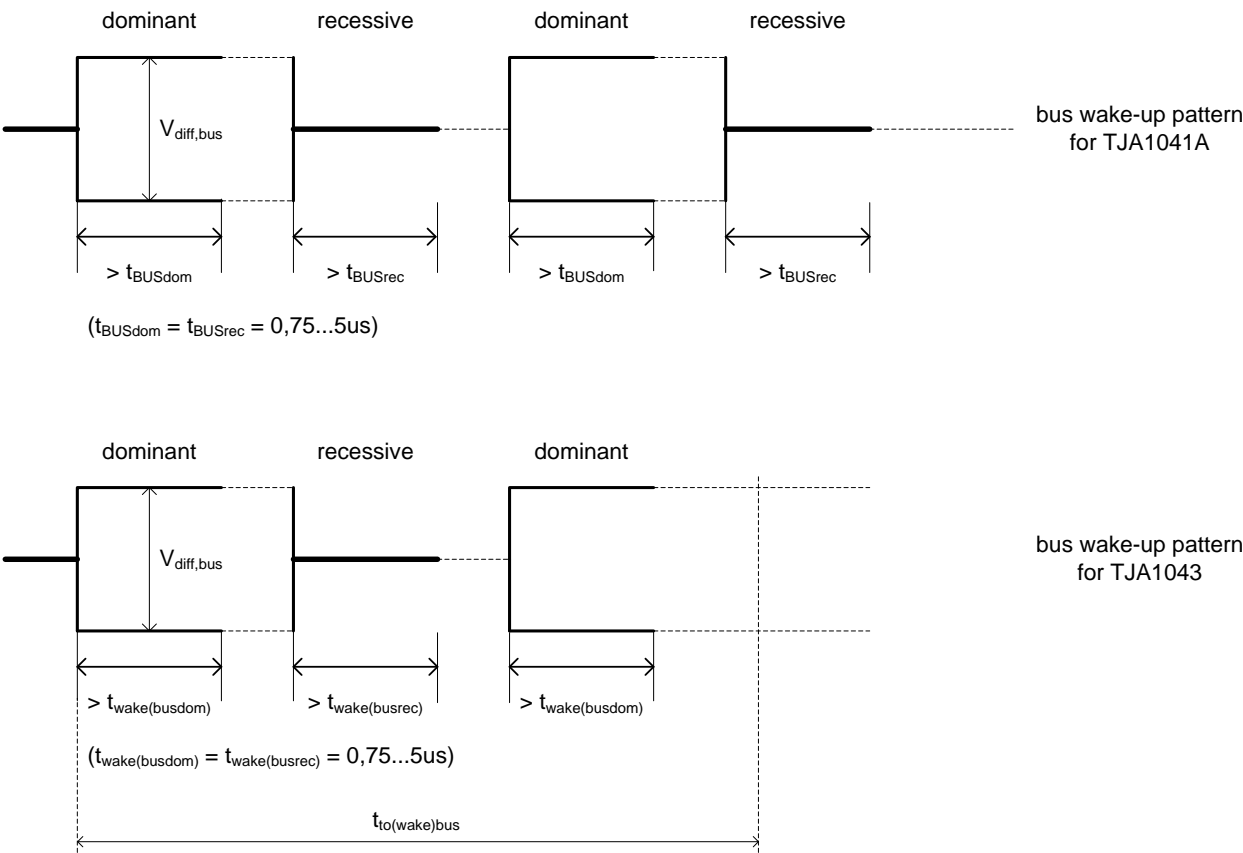 dominant recessive dominant recessive
V_diff,bus
bus wake-up pattern
for TJA1041A
> t_BUSdom > t_BUSrec > t_BUSdom > t_BUSrec
(t_BUSdom = t_BUSrec = 0,75...5us)
dominant recessive dominant
V_diff,bus
bus wake-up pattern
for TJA1043
> t_wake(busdom) > t_wake(busrec) > t_wake(busdom)
(t_wake(busdom) = t_wake(busrec) = 0,75...5us)
t_to(wake)bus